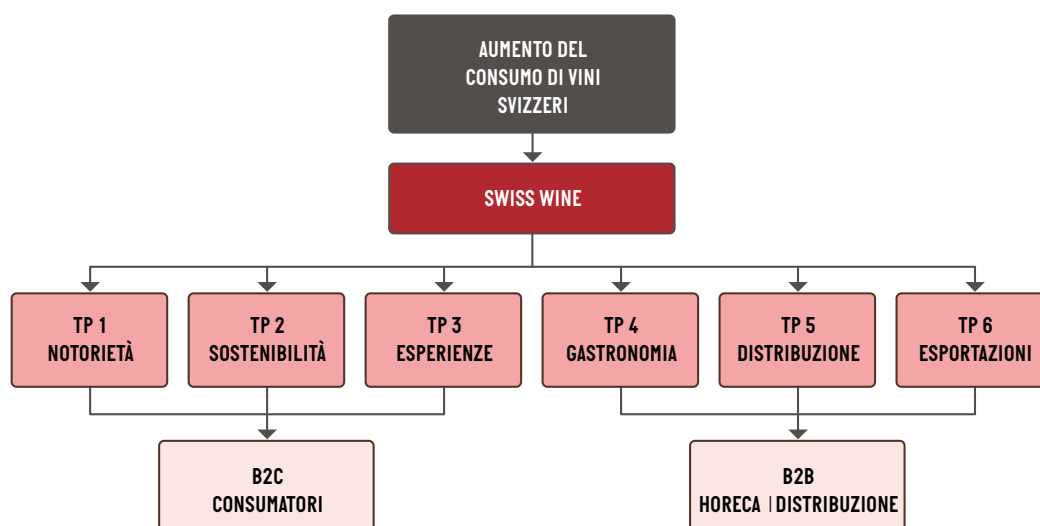 AUMENTO DEL
CONSUMO DI VINI
SVIZZERI
SWISS WINE
TP 1
NOTORIETÀ
TP 2
SOSTENIBILITÀ
TP 3
ESPERIENZE
TP 4
GASTRONOMIA
TP 5
DISTRIBUZIONE
TP 6
ESPORTAZIONI
B2C
CONSUMATORI
B2B
HORECA | DISTRIBUZIONE